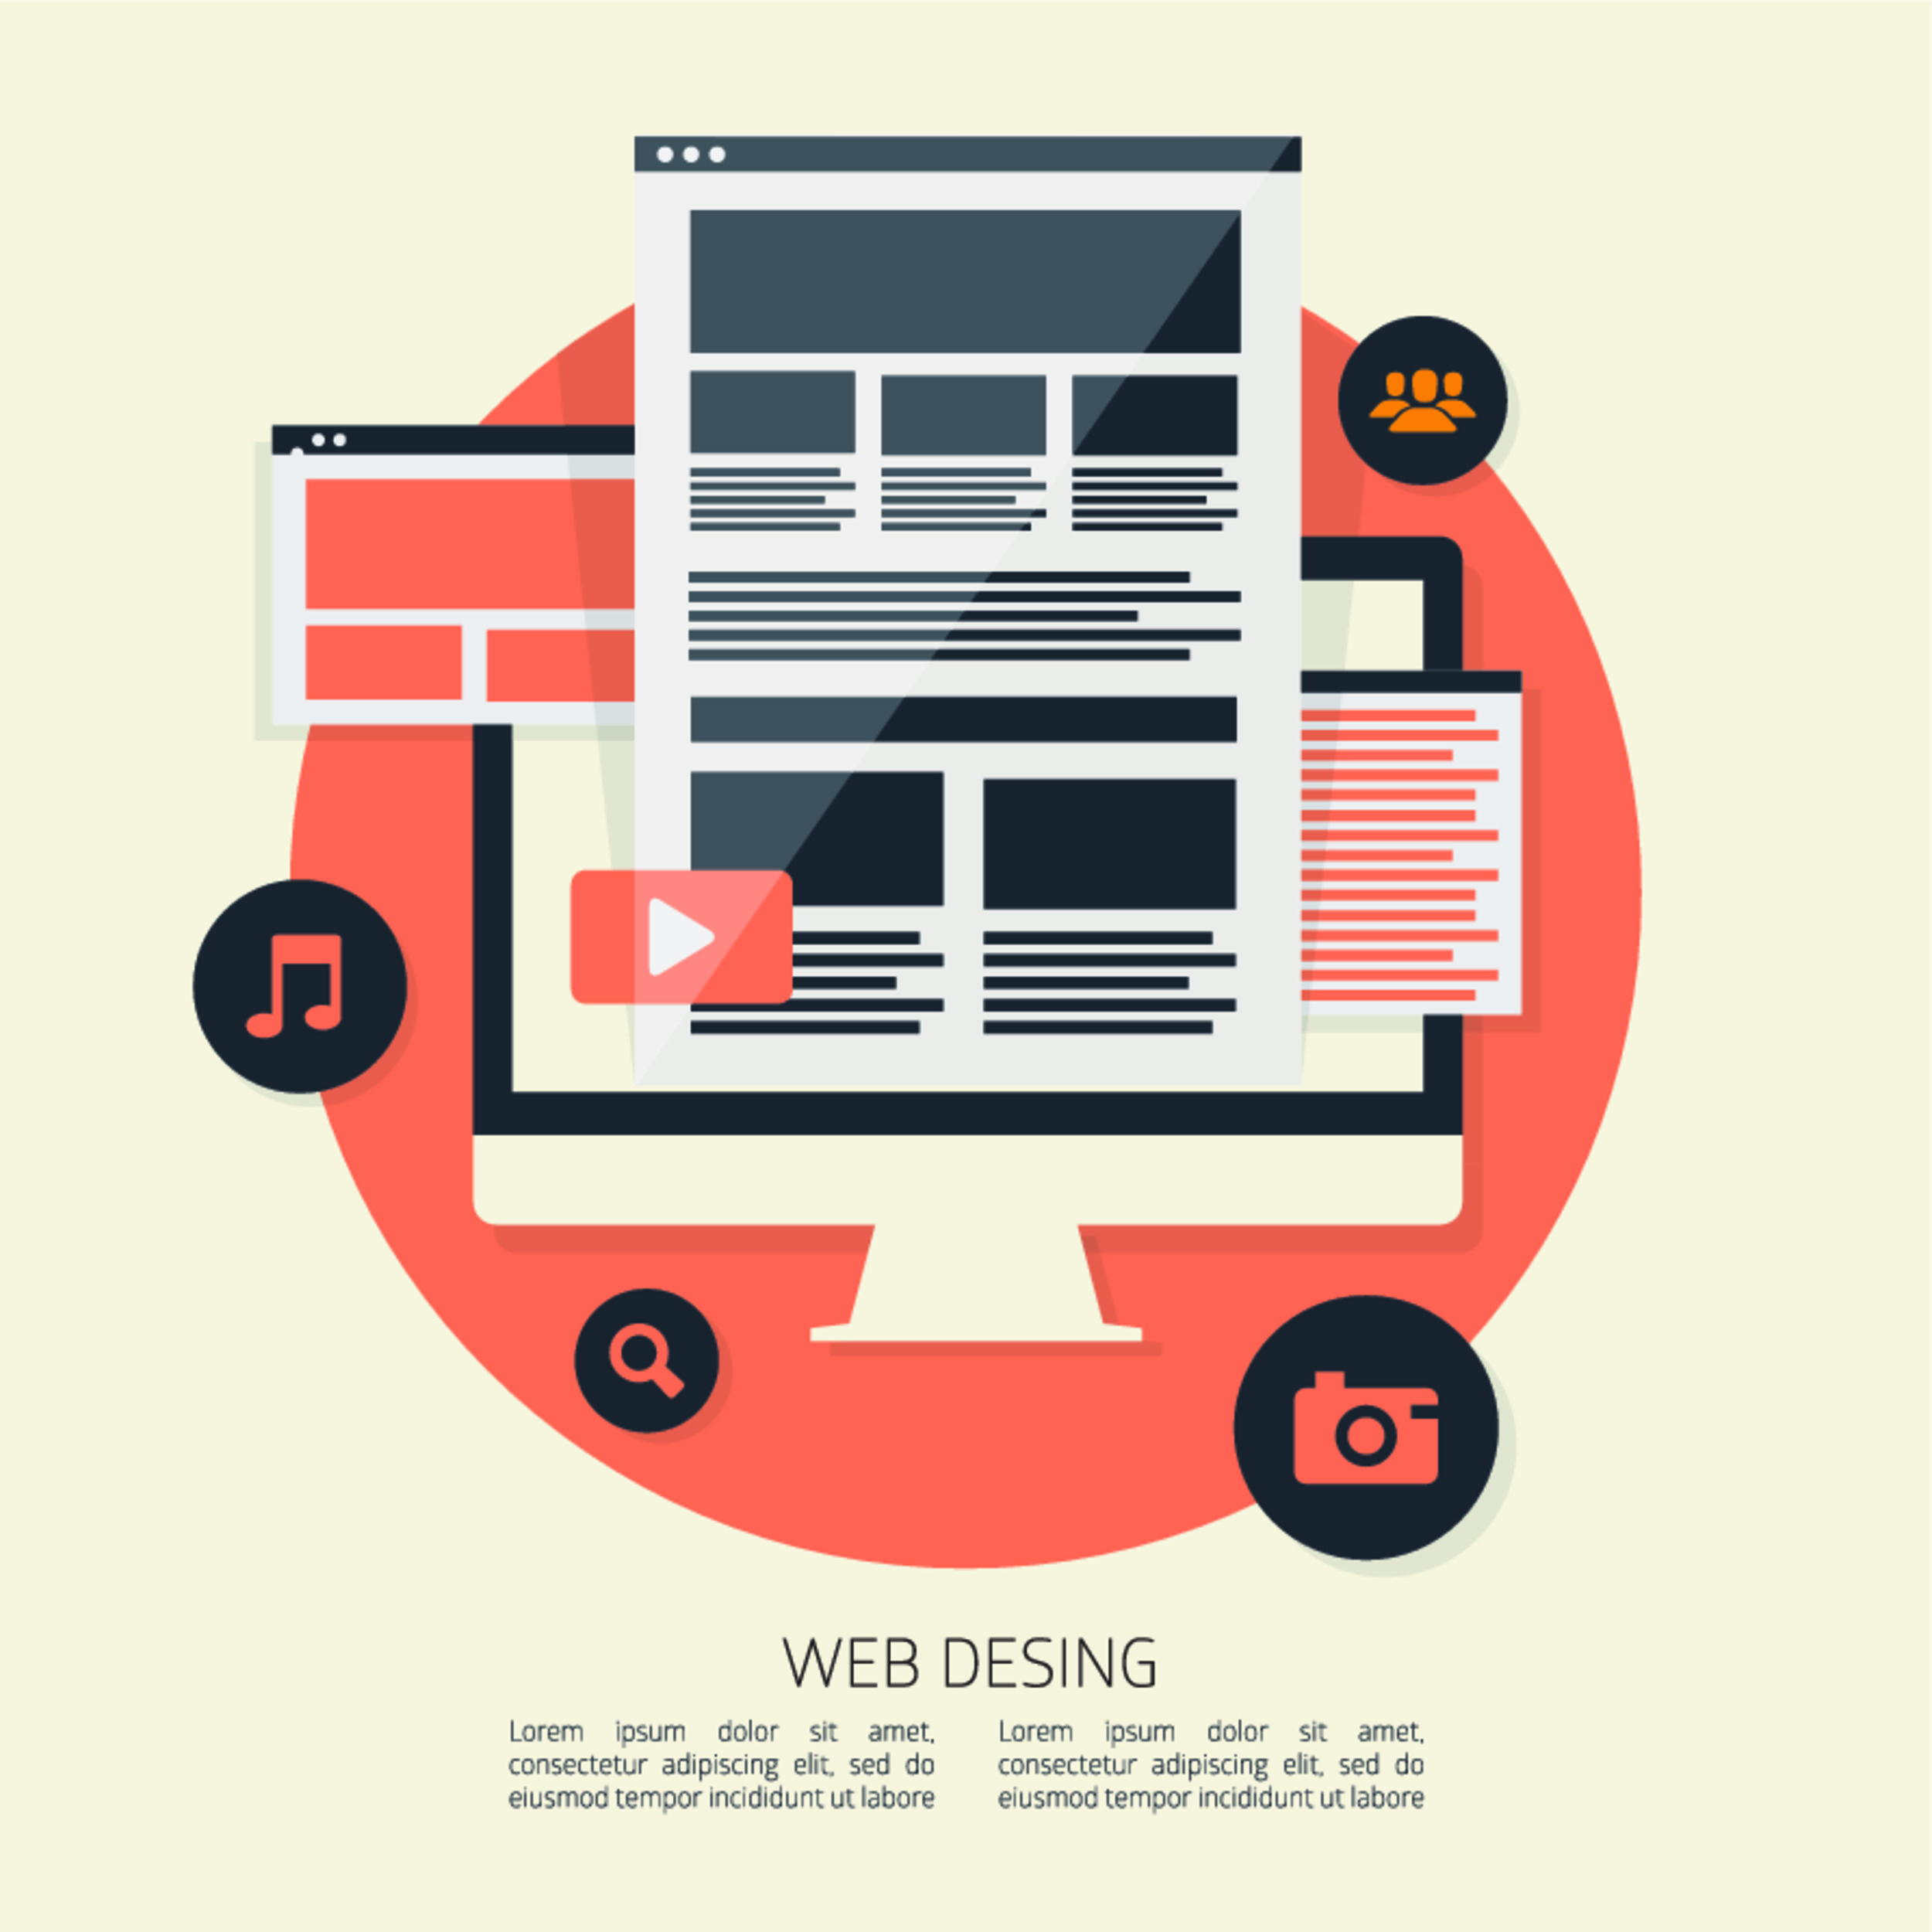 WEB DESING
Lorem ipsum dolor sit amet,
consectetur adipiscing elit, sed do
eiusmod tempor incididunt ut labore
Lorem ipsum dolor sit amet,
consectetur adipiscing elit, sed do
eiusmod tempor incididunt ut labore